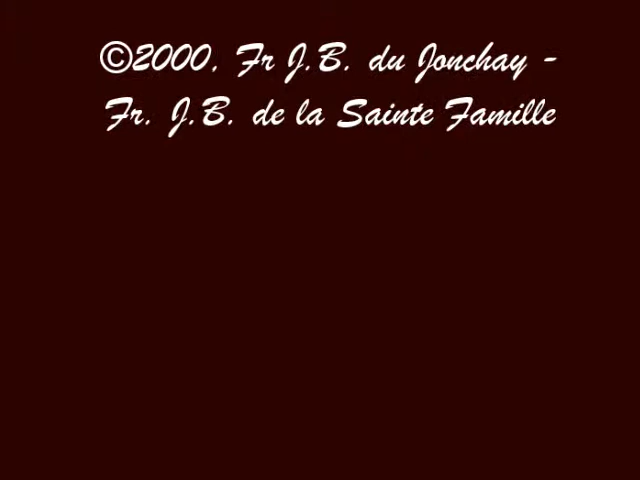 ©2000, Fr J.B. du Jonchay -
Fr. J.B. de la Sainte Famille